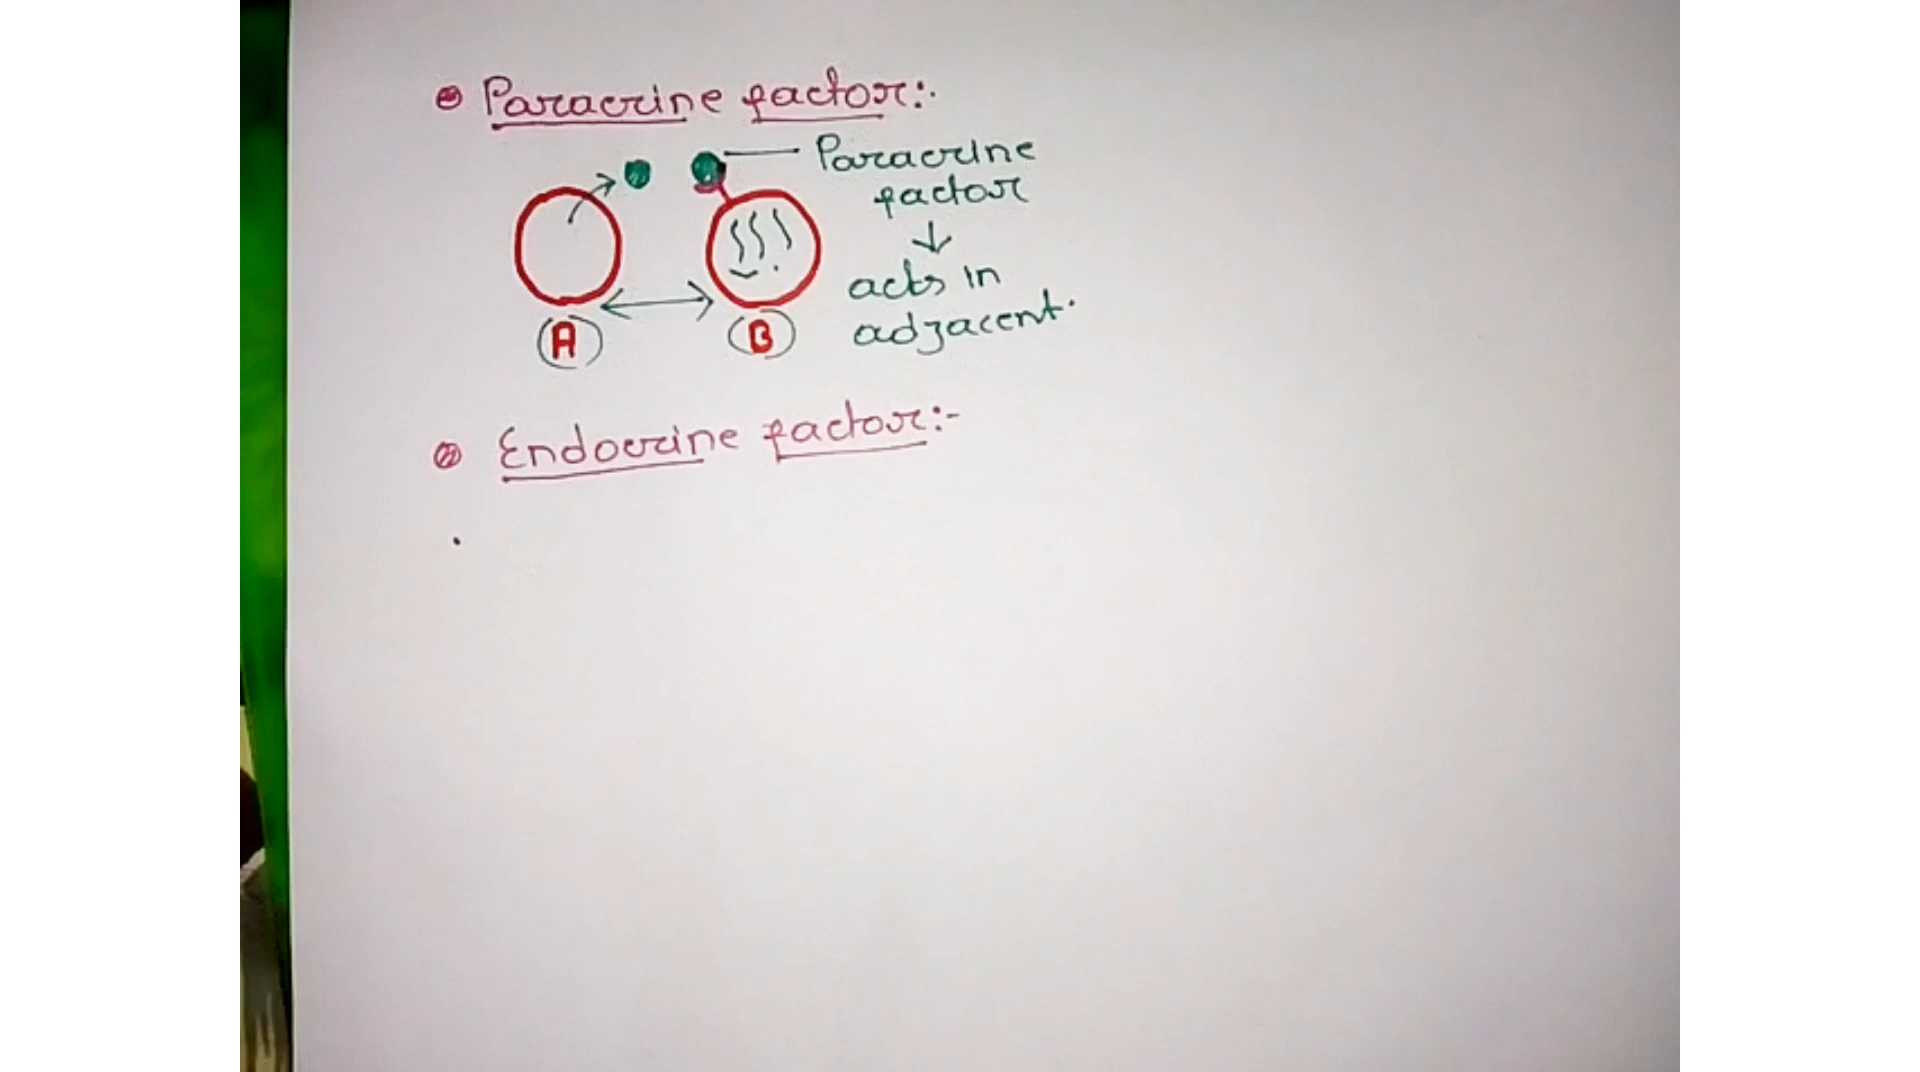 Paracrine factor:-
Paracrine
factor
acts in
adjacent.
(A) (B)
Endocrine factor:-